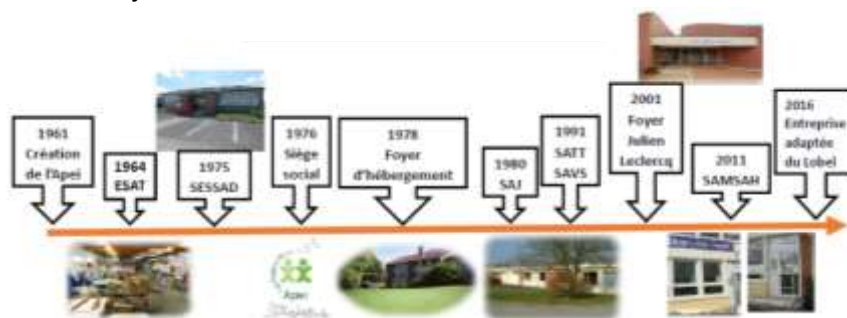 1961
Création
de l'Apei
1964
ESAT
1975
SESSAD
1976
Siège
social
1978
Foyer
d'hébergement
1980
SAJ
1991
SATT
SAVS
2001
Foyer
Julien
Leclercq
2011
SAMSAH
2016
Entreprise
adaptée
du Lobel
Apei